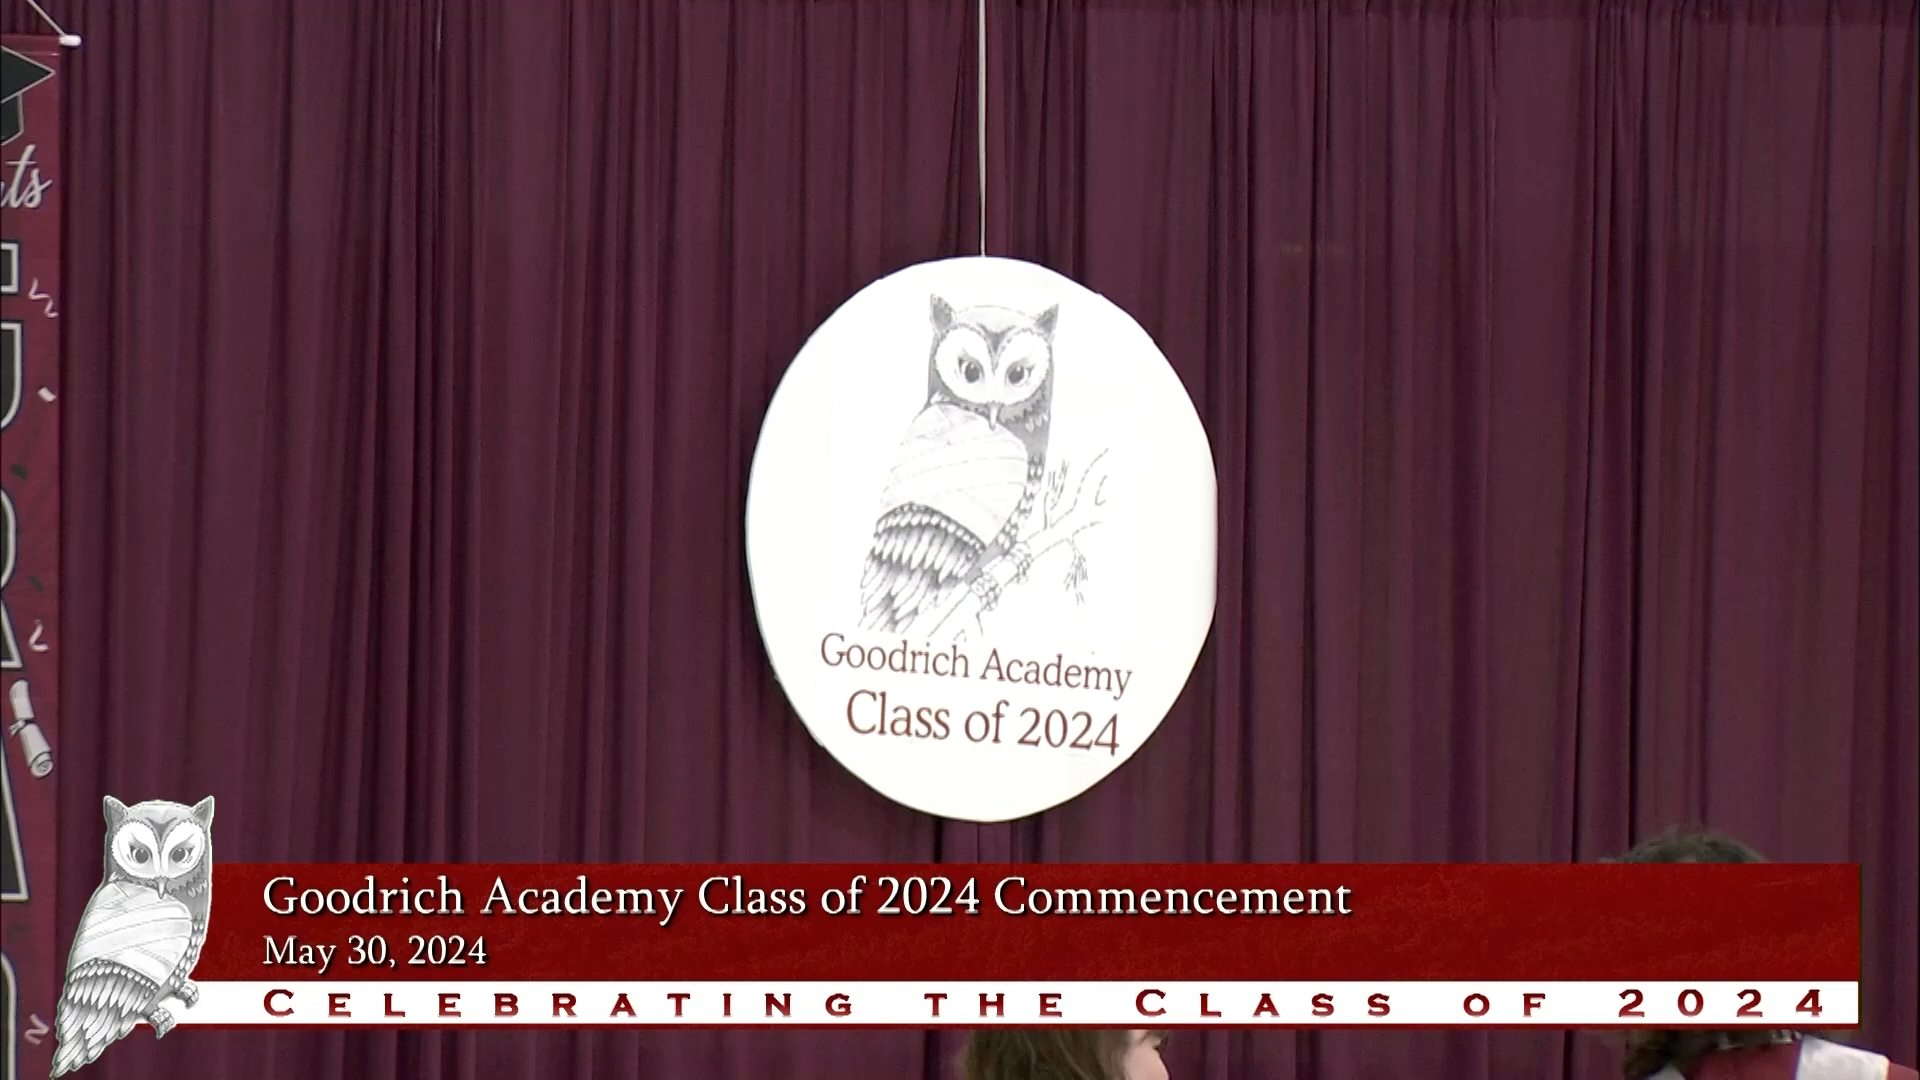 Goodrich Academy
Class of 2024
Goodrich Academy Class of 2024 Commencement
May 30, 2024
CELEBRATING THE CLASS OF 2024